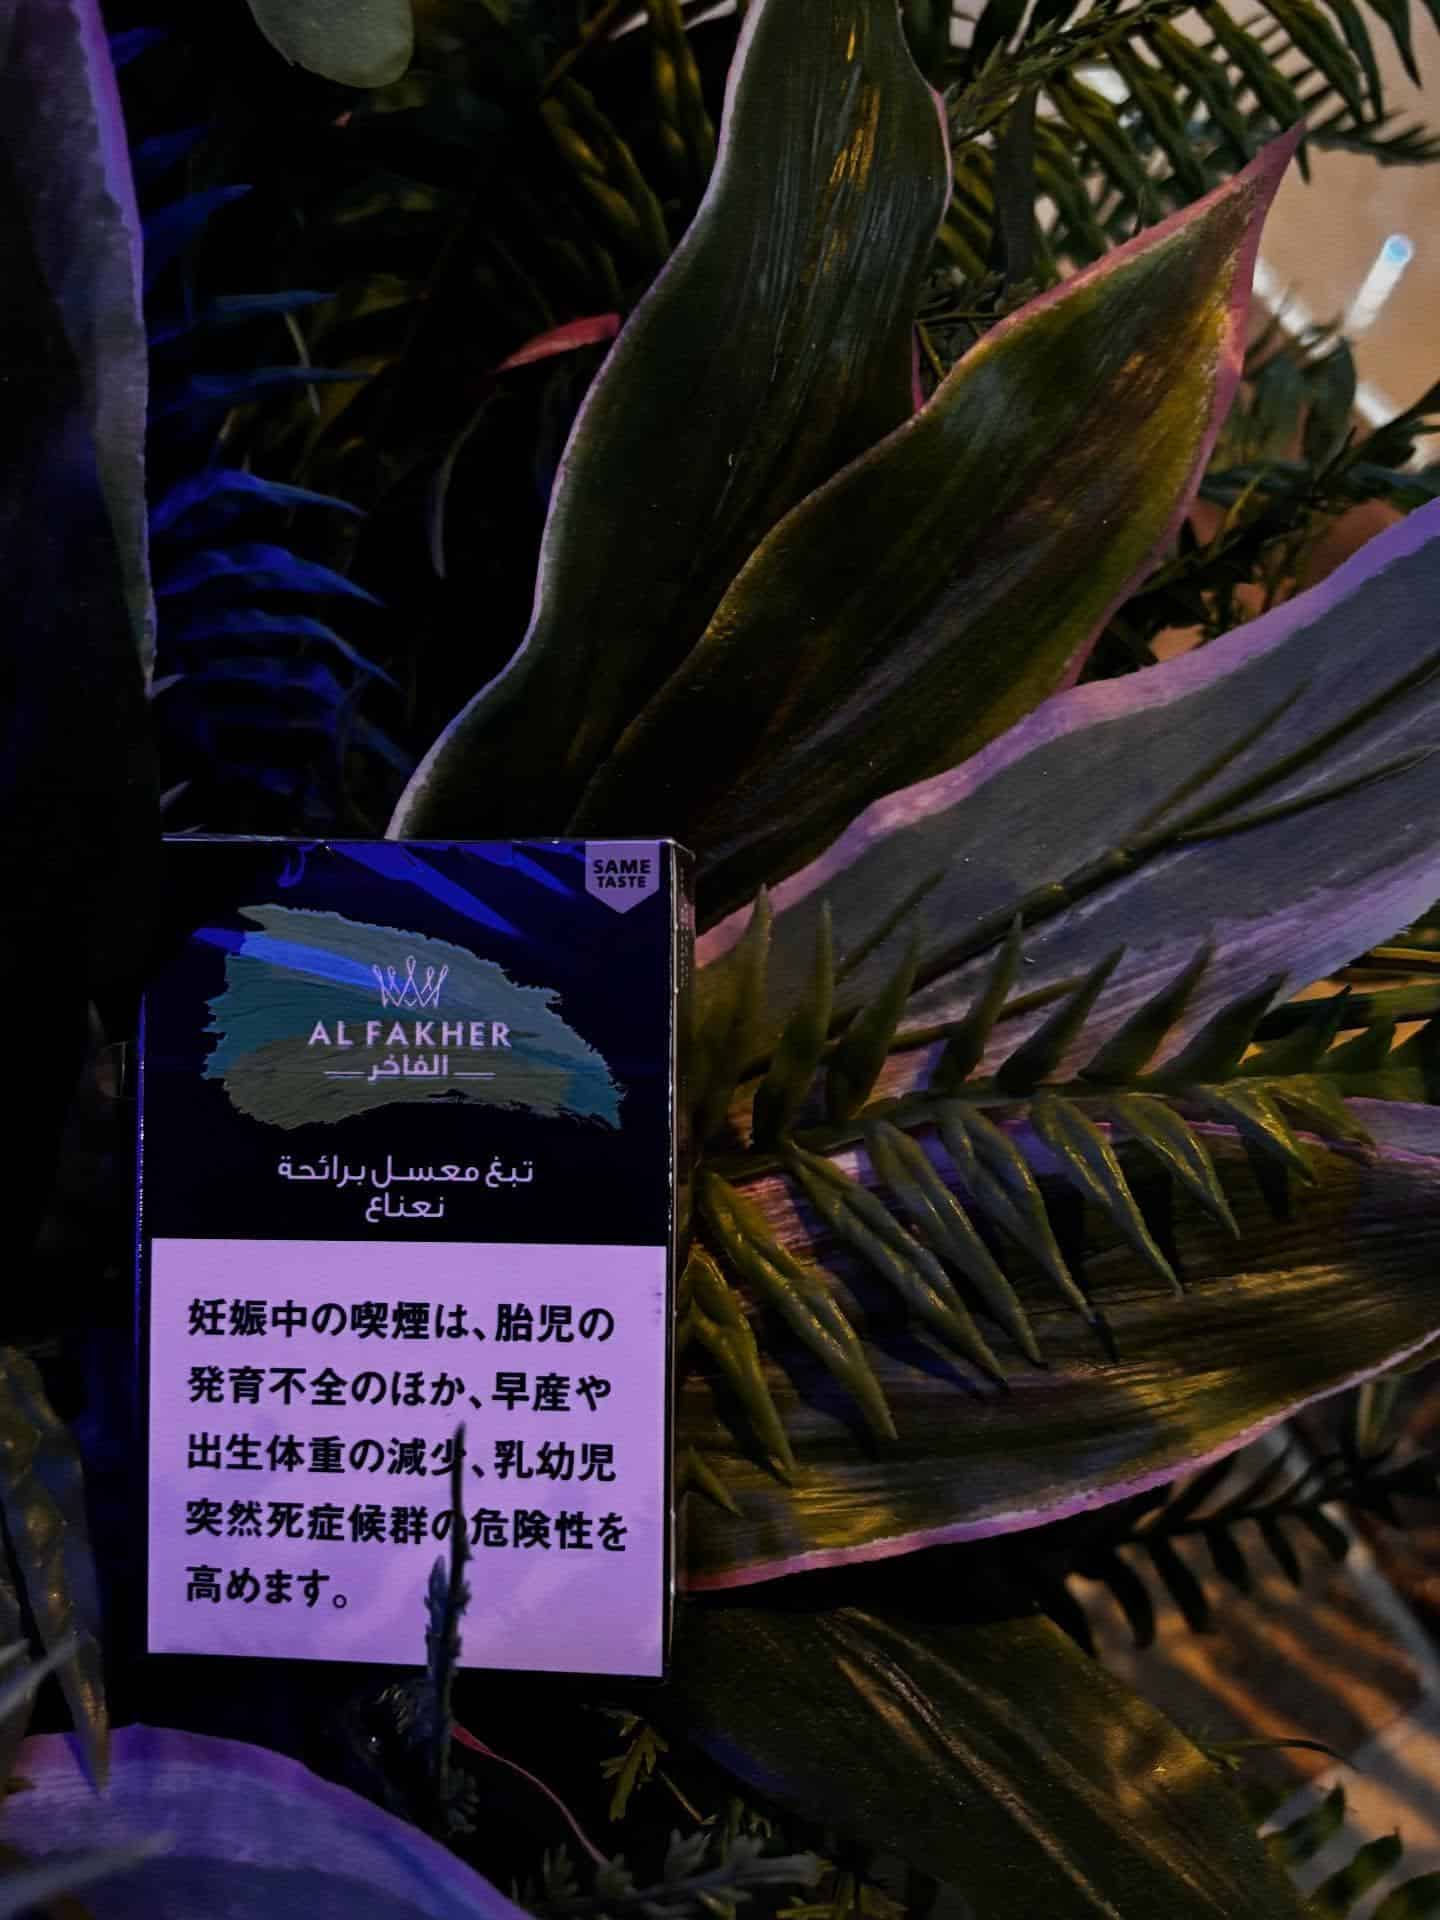 SAME
TASTE
AL FAKHER
الفاخر
تبغ معسل برائحة
نعناع
妊娠中の喫煙は、胎児の
発育不全のほか、早産や
出生体重の減少、乳幼児
突然死症候群の危険性を
高めます。